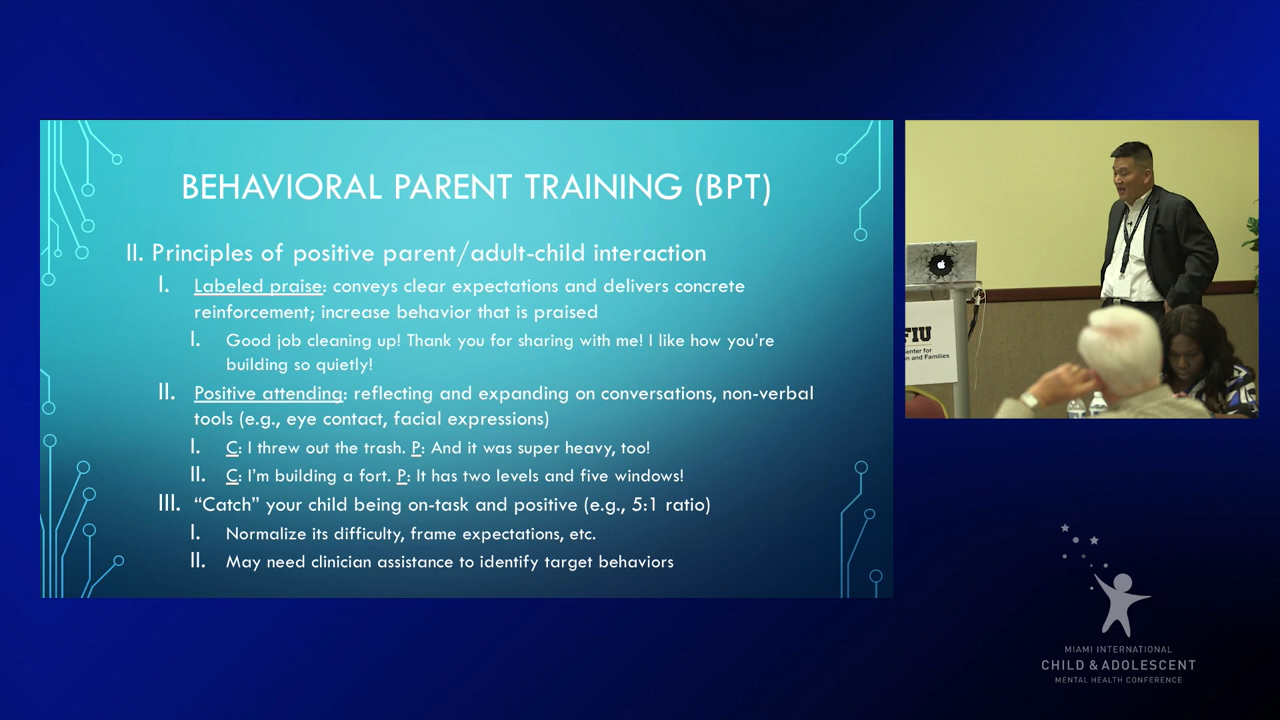 BEHAVIORAL PARENT TRAINING (BPT)
II. Principles of positive parent/adult-child interaction
I. Labeled praise: conveys clear expectations and delivers concrete
reinforcement; increase behavior that is praised
I. Good job cleaning up! Thank you for sharing with me! I like how you're
building so quietly!
II. Positive attending: reflecting and expanding on conversations, non-verbal
tools (e.g., eye contact, facial expressions)
I. C: I threw out the trash. P: And it was super heavy, too!
II. C: I'm building a fort. P: It has two levels and five windows!
III. “Catch” your child being on-task and positive (e.g., 5:1 ratio)
I. Normalize its difficulty, frame expectations, etc.
II. May need clinician assistance to identify target behaviors
FIU
enter for
n and Families
MIAMI INTERNATIONAL
CHILD & ADOLESCENT
MENTAL HEALTH CONFERENCE